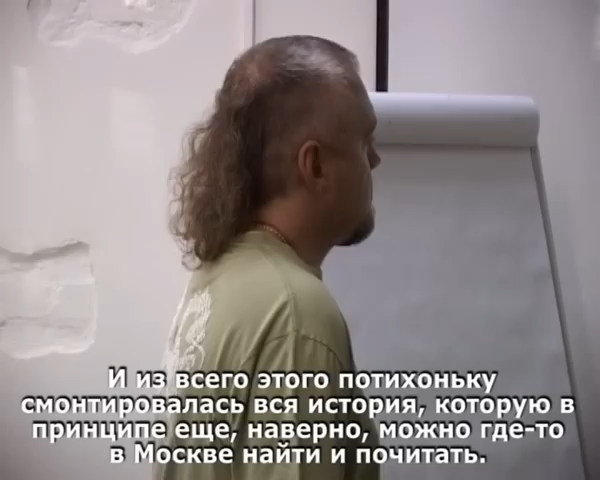 И из всего этого потихоньку
смонтировалась вся история, которую в
принципе еще, наверно, можно где-то
в Москве найти и почитать.